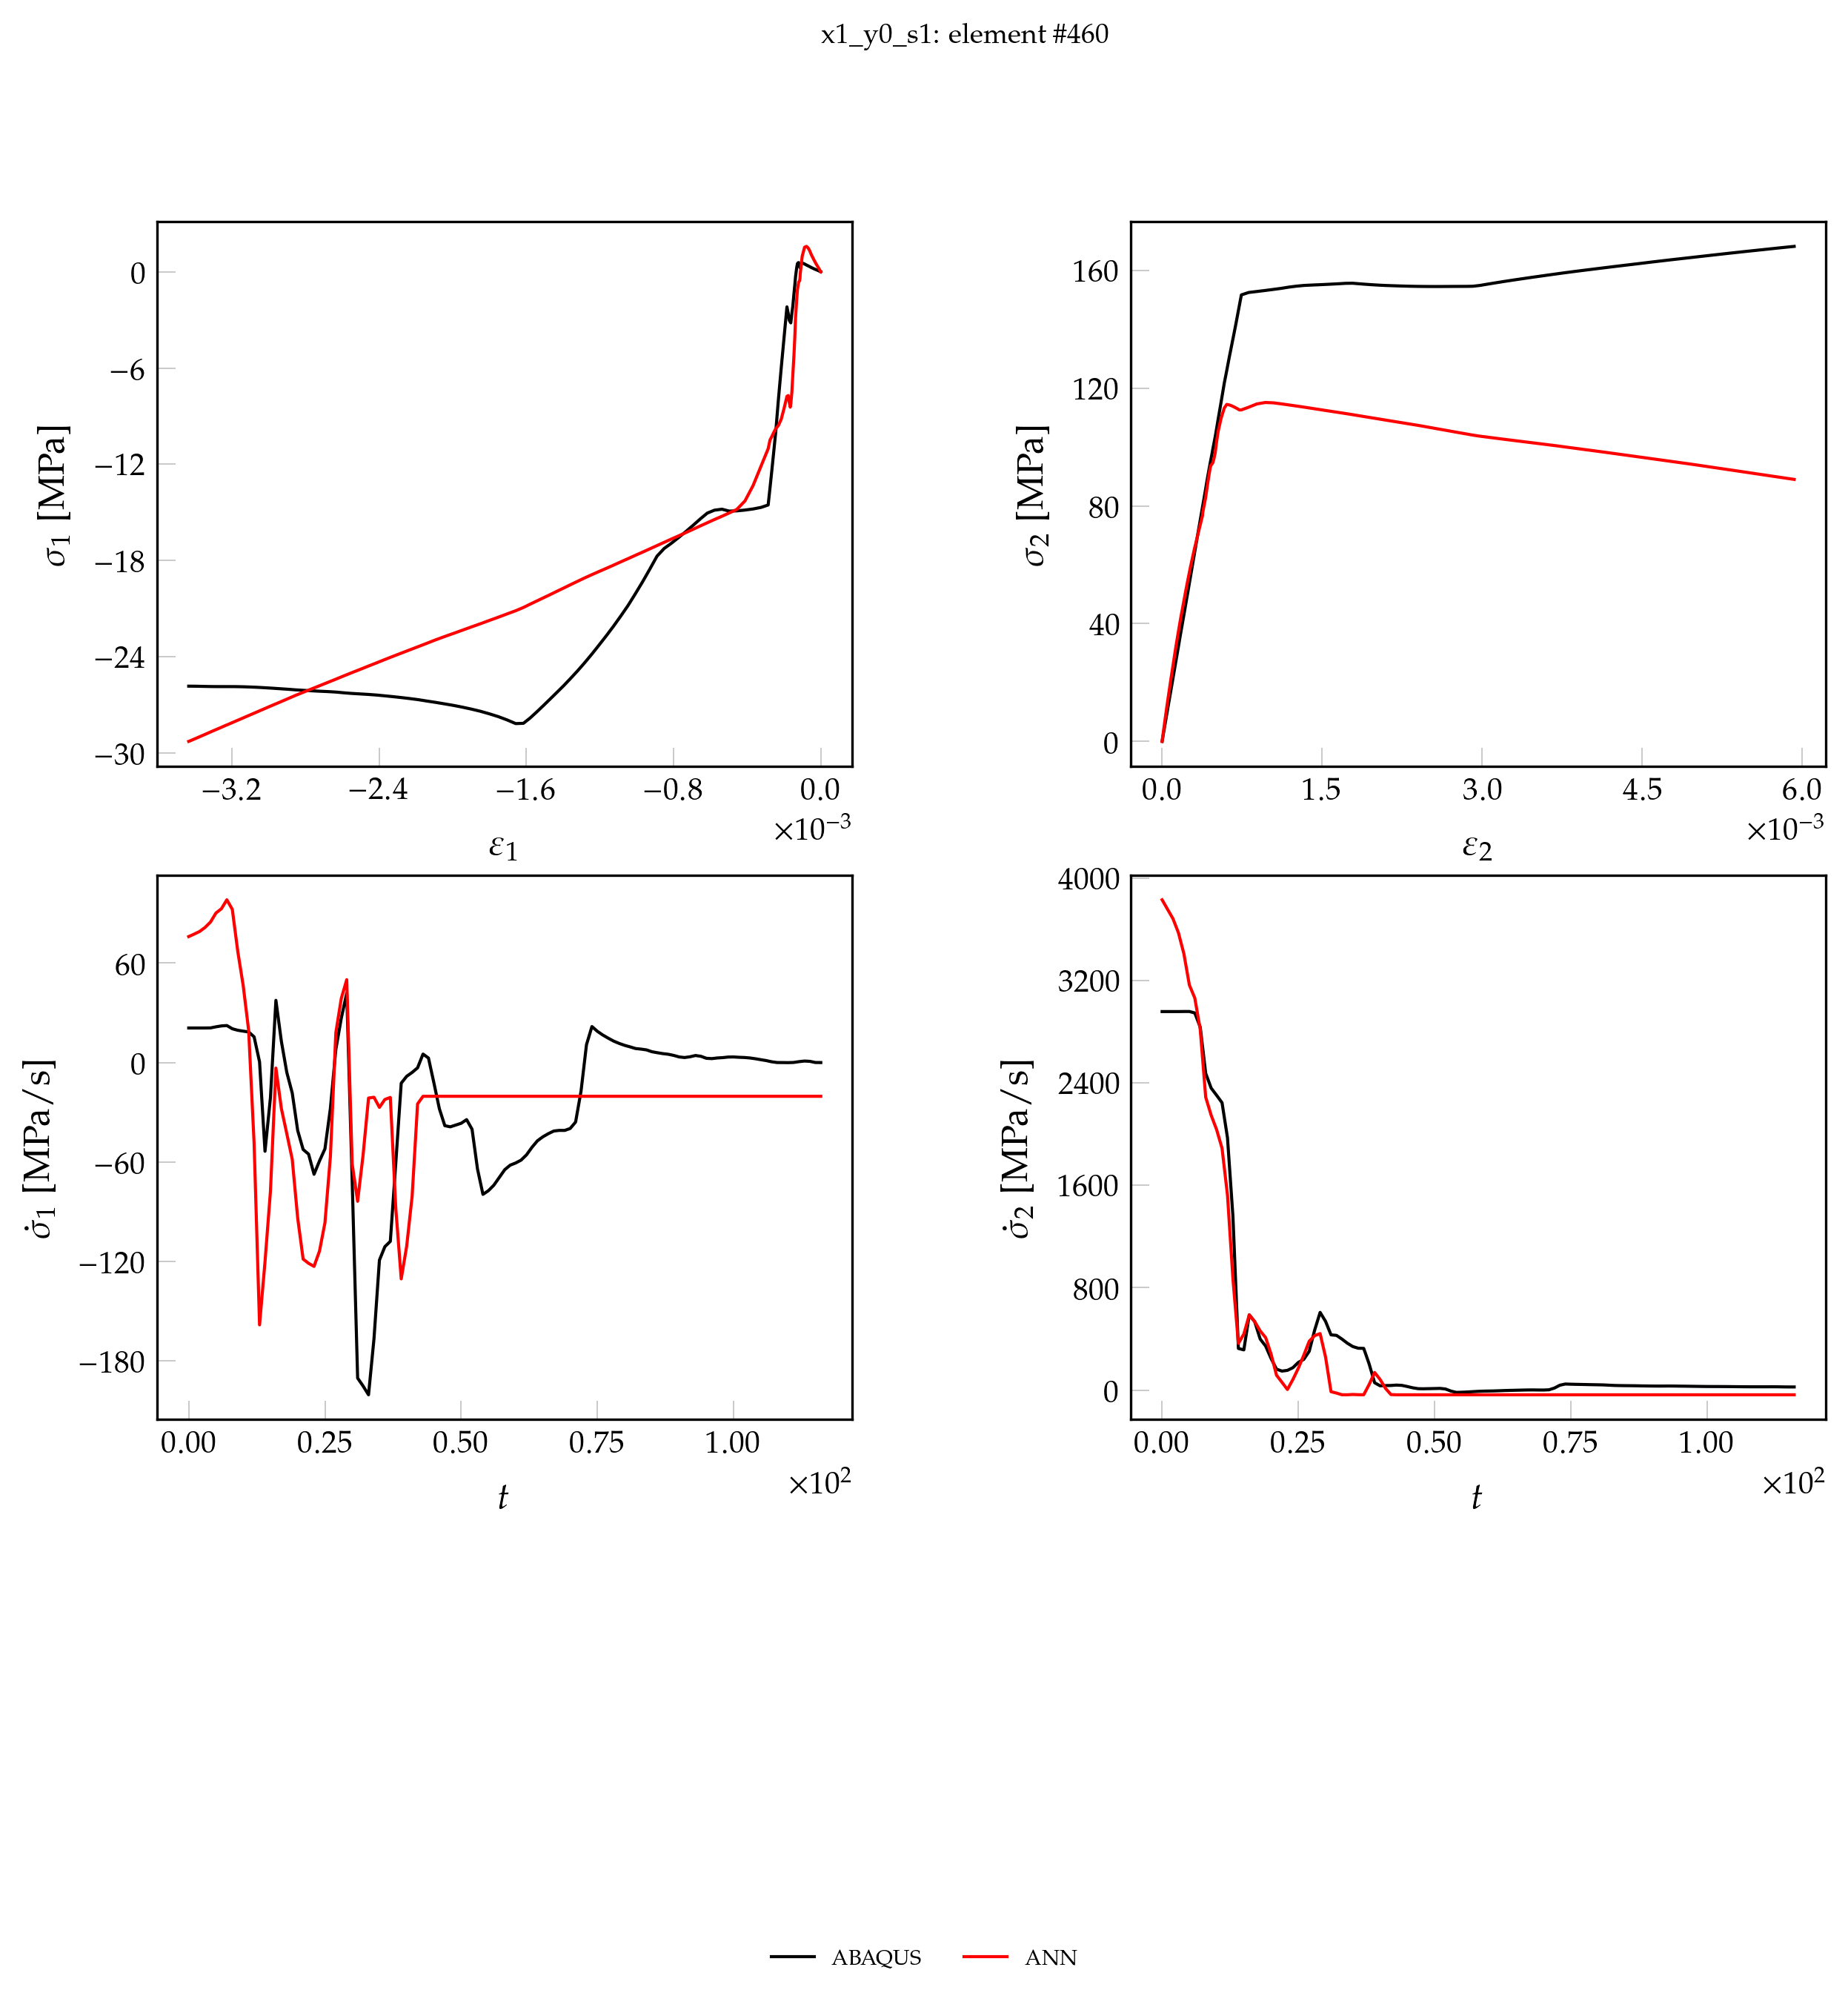 x1_y0_s1: element #460
σ1 [MPa]
0
−6
−12
−18
−24
−30
−3.2 −2.4 −1.6 −0.8 0.0
×10−3
ε1
σ2 [MPa]
160
120
80
40
0
0.0 1.5 3.0 4.5 6.0
×10−3
ε2
σ̇1 [MPa/s]
60
0
−60
−120
−180
0.00 0.25 0.50 0.75 1.00
×10²
t
σ̇2 [MPa/s]
4000
3200
2400
1600
800
0
0.00 0.25 0.50 0.75 1.00
×10²
t
ABAQUS ANN